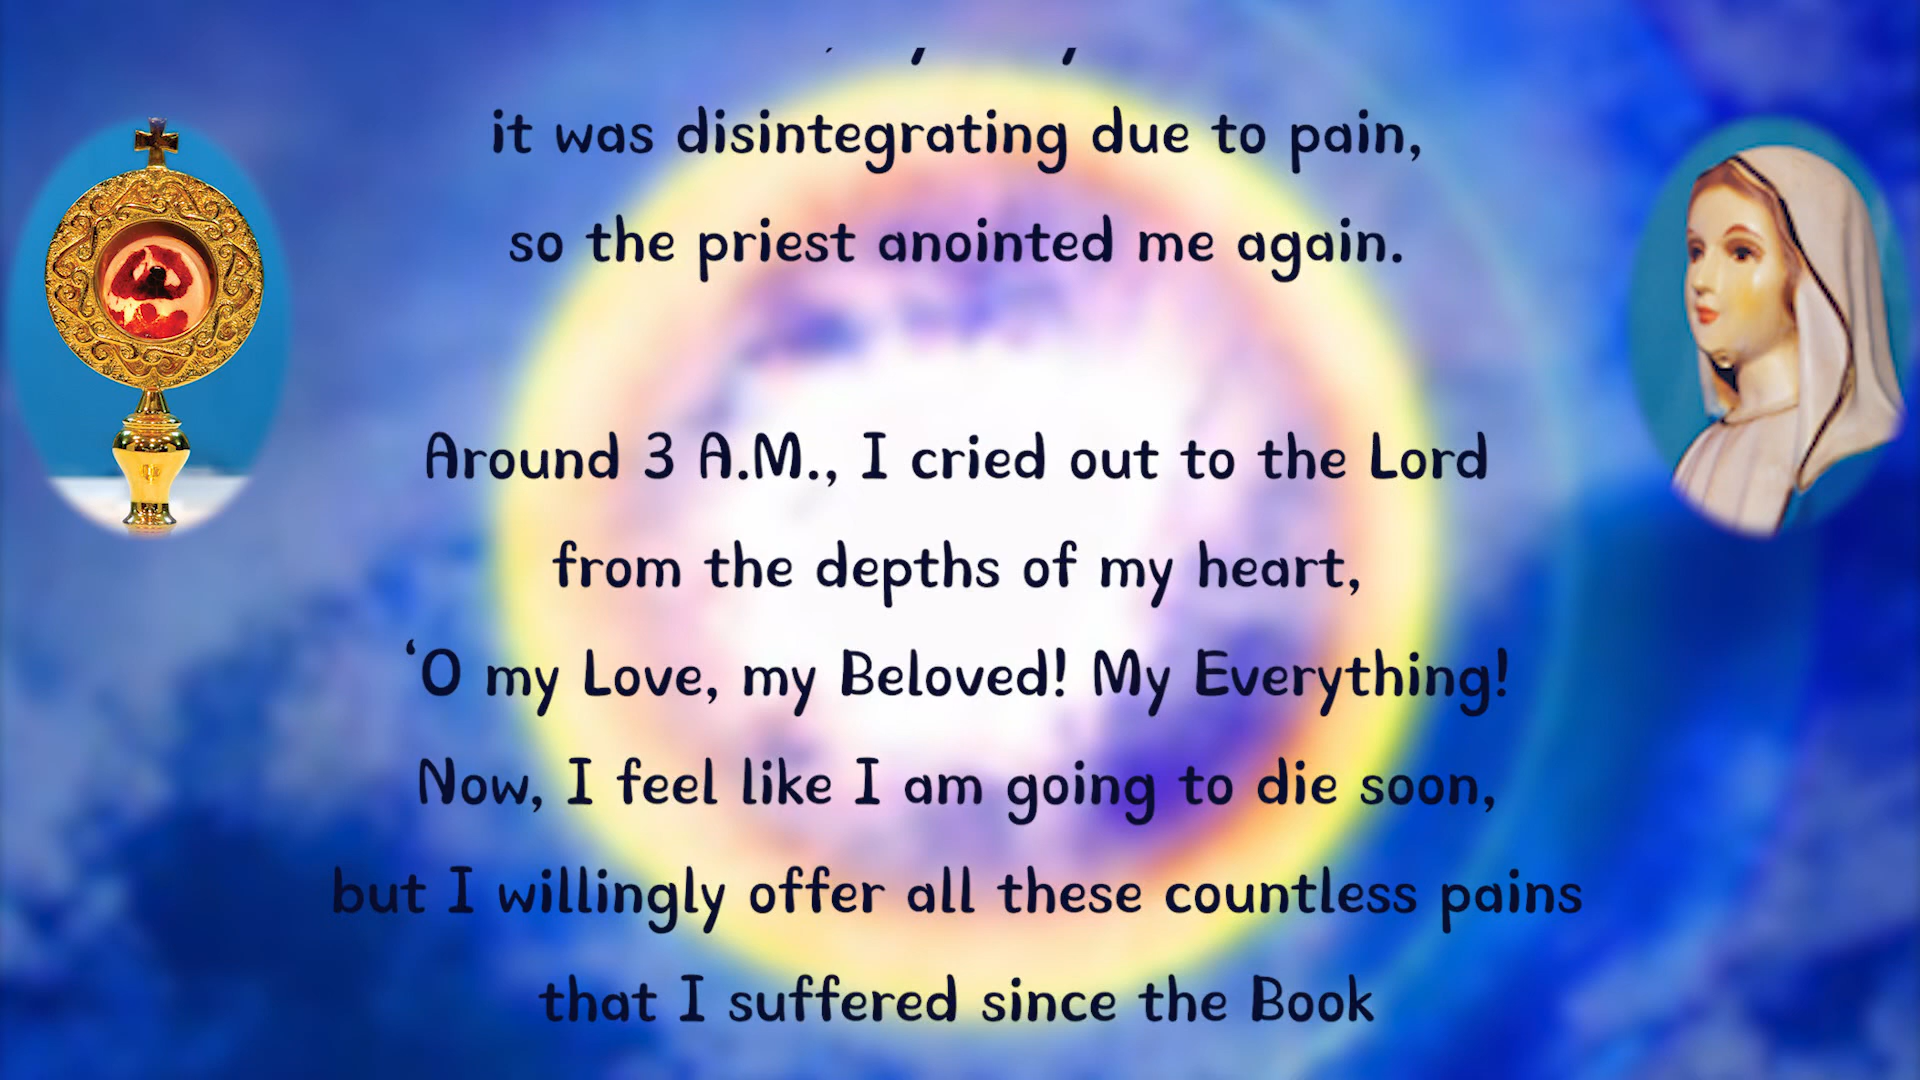 it was disintegrating due to pain,
so the priest anointed me again.
Around 3 A.M., I cried out to the Lord
from the depths of my heart,
‘O my Love, my Beloved! My Everything!
Now, I feel like I am going to die soon,
but I willingly offer all these countless pains
that I suffered since the Book